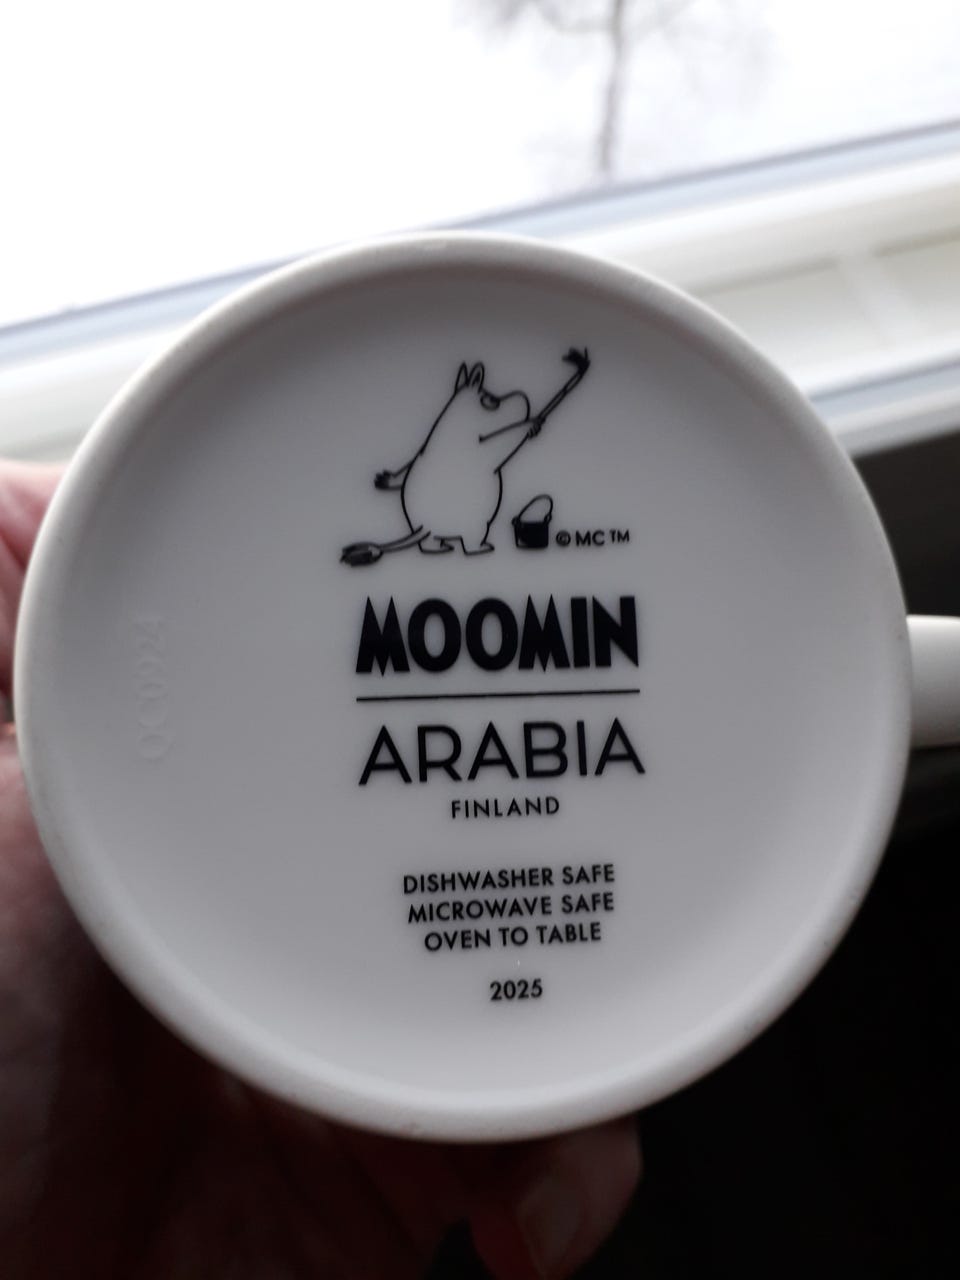 © MC ™
MOOMIN
ARABIA
FINLAND
DISHWASHER SAFE
MICROWAVE SAFE
OVEN TO TABLE
2025